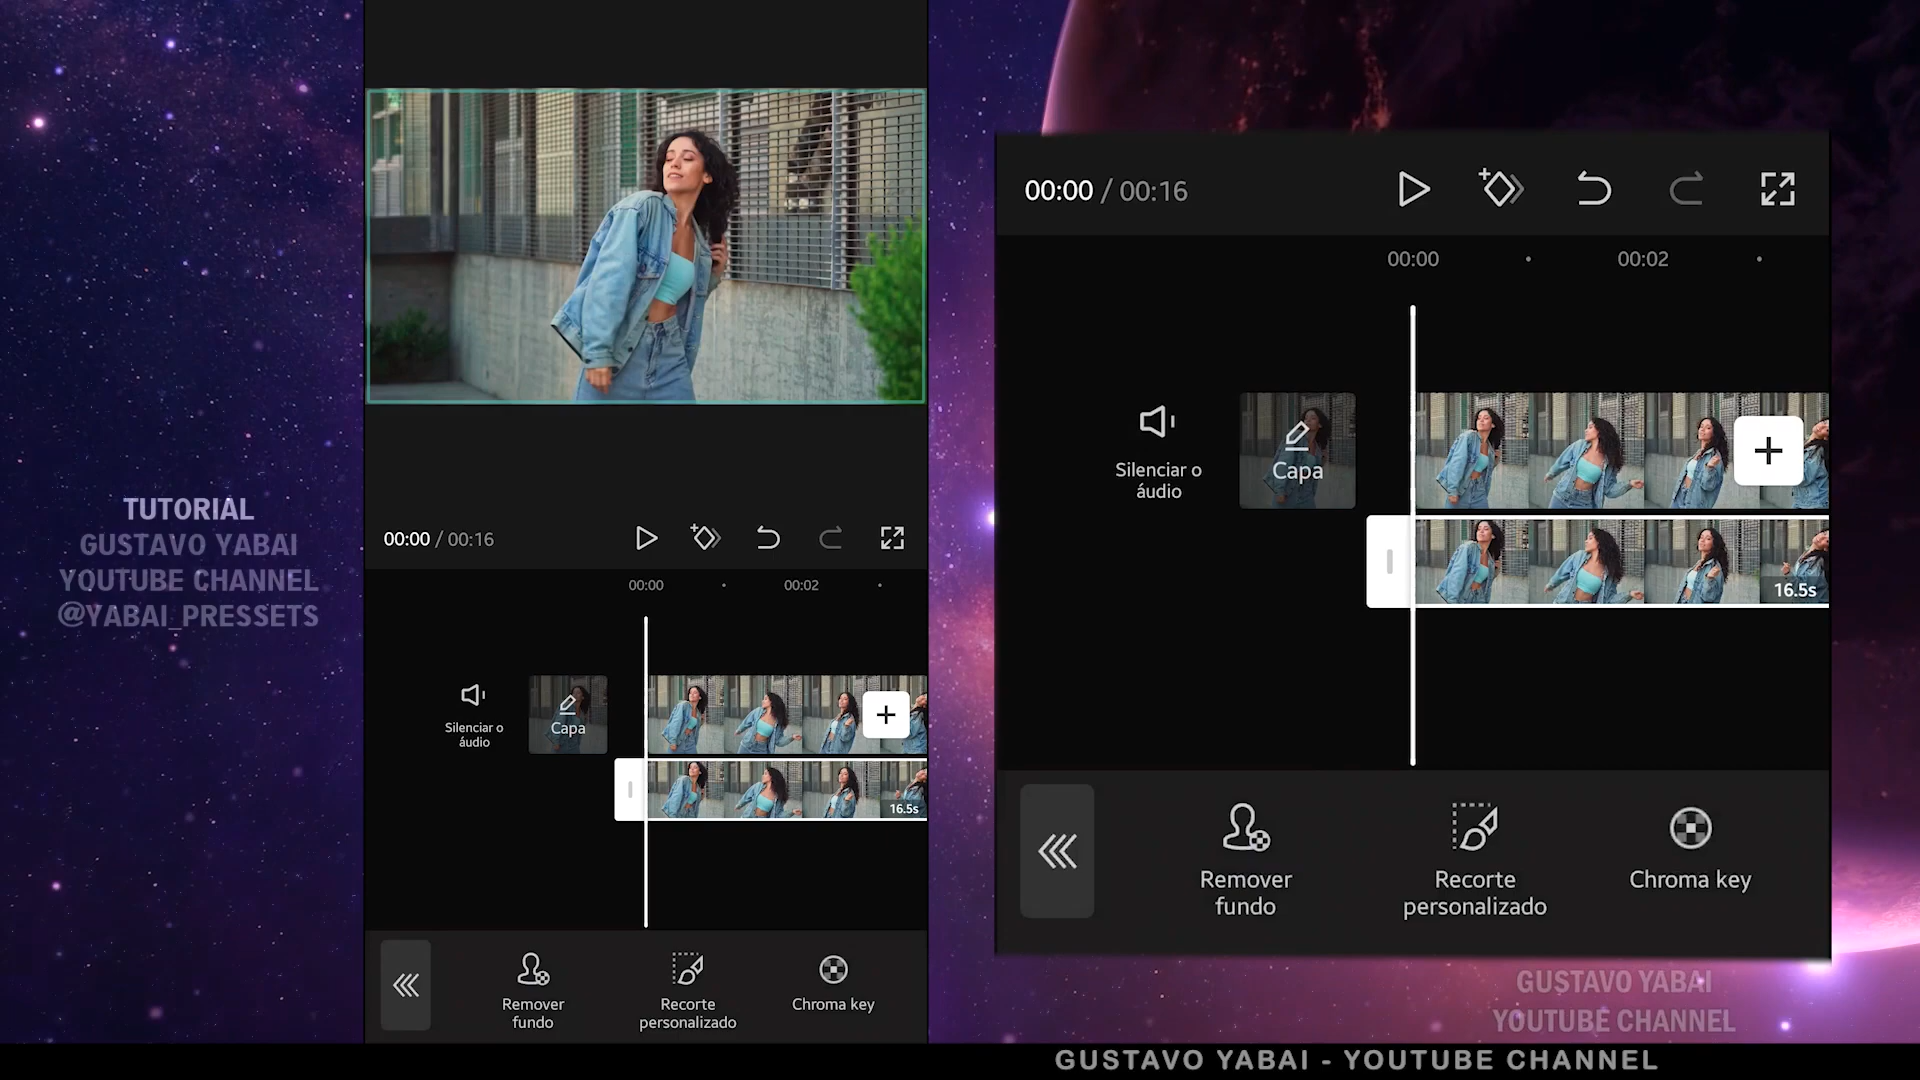 TUTORIAL
GUSTAVO YABAI
YOUTUBE CHANNEL
@YABAI_PRESSETS
00:00 / 00:16
00:00
00:02
Silenciar o
áudio
Capa
16.5s
Remover
fundo
Recorte
personalizado
Chroma key
00:00 / 00:16
00:00
00:02
Silenciar o
áudio
Capa
16.5s
Remover
fundo
Recorte
personalizado
Chroma key
GUSTAVO YABAI
YOUTUBE CHANNEL
GUSTAVO YABAI - YOUTUBE CHANNEL